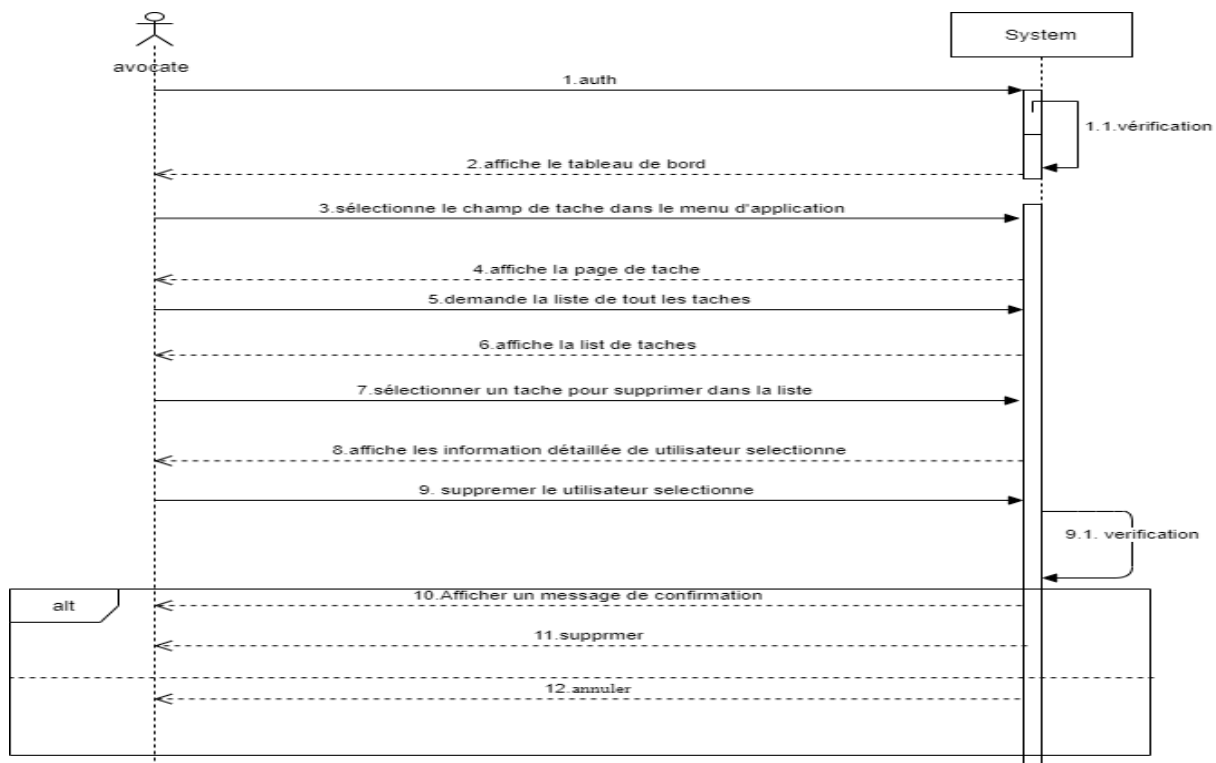 System
avocate
1.auth
1.1.vérification
2.affiche le tableau de bord
3.sélectionne le champ de tache dans le menu d'application
4.affiche la page de tache
5.demande la liste de tout les taches
6.affiche la list de taches
7.sélectionner un tache pour supprimer dans la liste
8.affiche les information détaillée de utilisateur selectionne
9. suppremer le utilisateur selectionne
9.1. verification
alt
10.Afficher un message de confirmation
11.supprmer
12.annuler